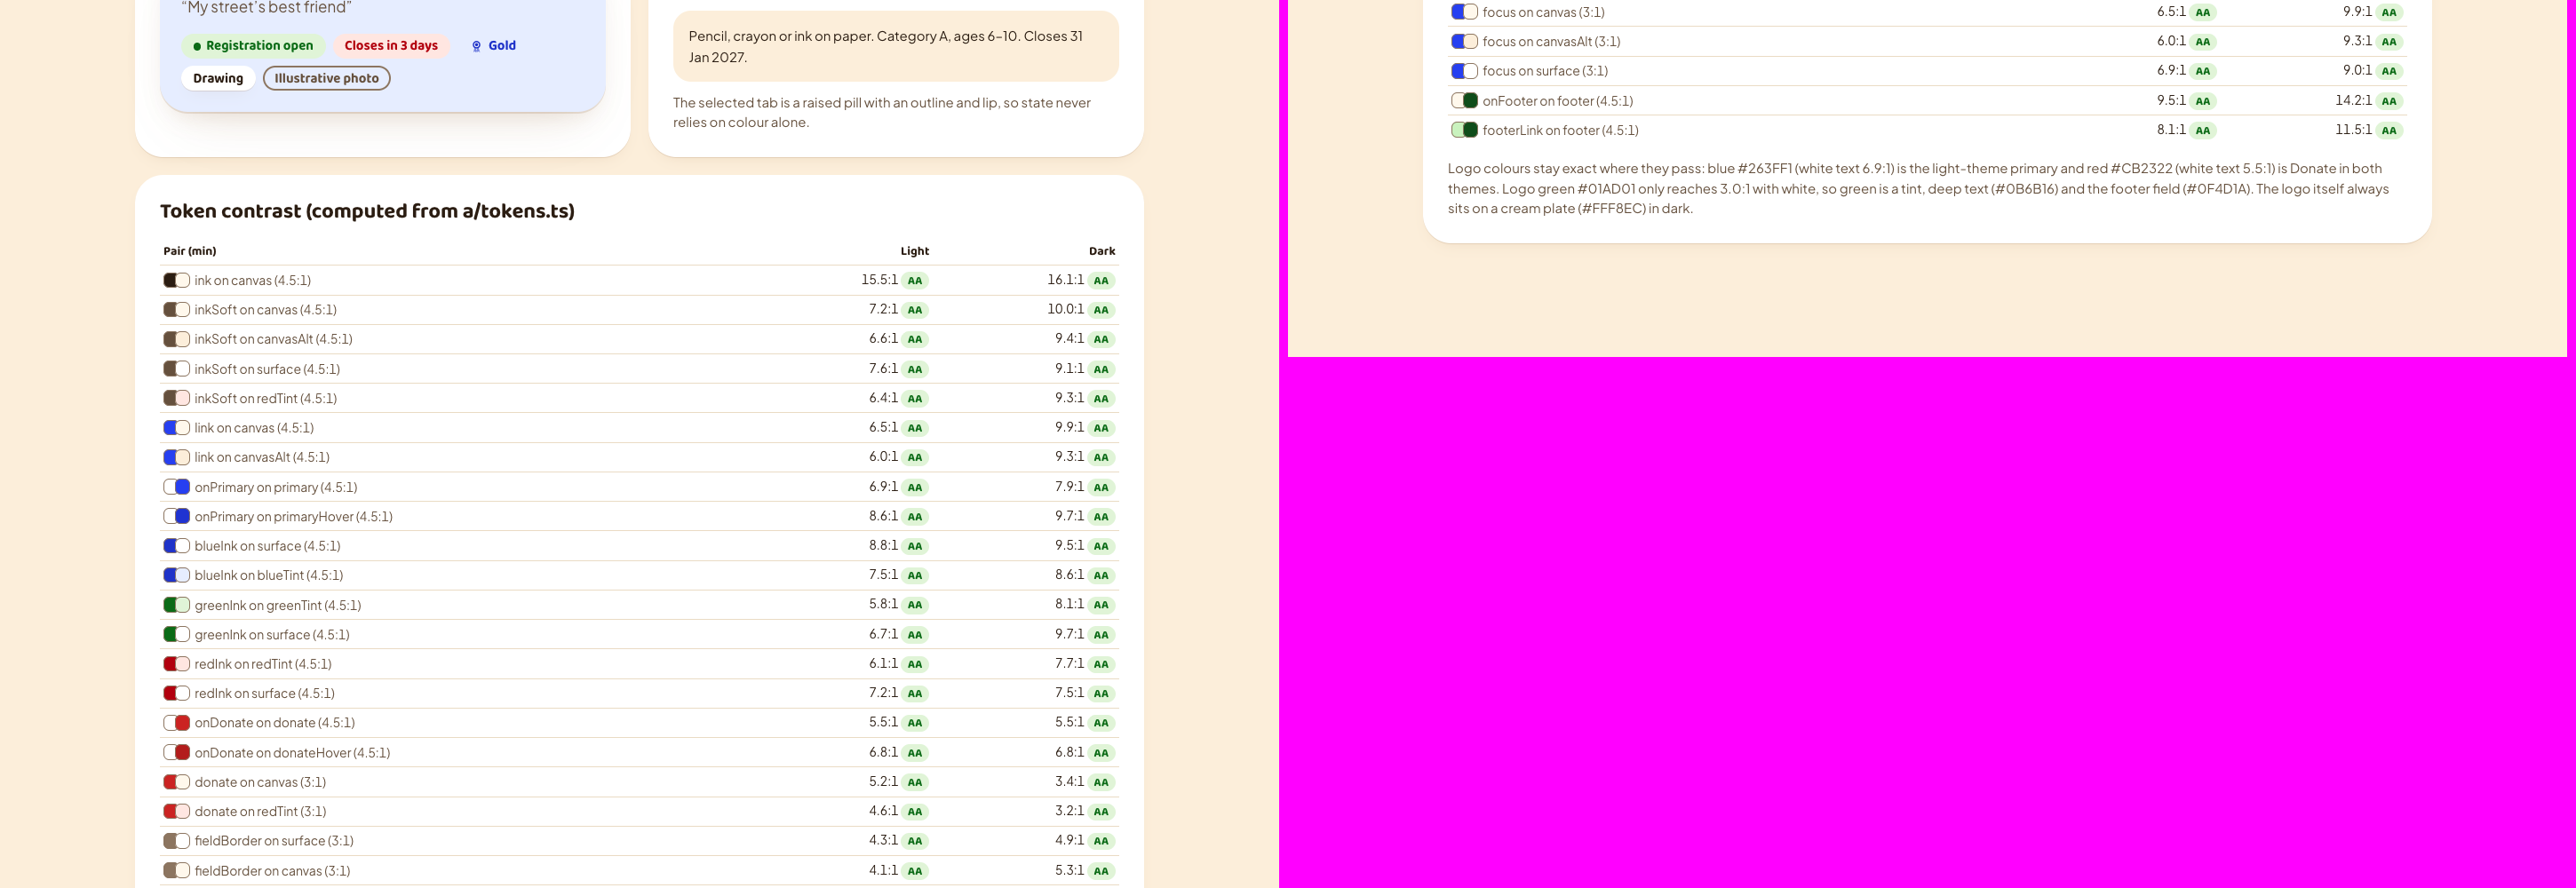 “My street’s best friend”
Registration open
Closes in 3 days
Gold
Drawing
Illustrative photo
Pencil, crayon or ink on paper. Category A, ages 6–10. Closes 31
Jan 2027.
The selected tab is a raised pill with an outline and lip, so state never
relies on colour alone.
Token contrast (computed from a/tokens.ts)
Pair (min) Light Dark
ink on canvas (4.5:1) 15.5:1 AA 16.1:1 AA
inkSoft on canvas (4.5:1) 7.2:1 AA 10.0:1 AA
inkSoft on canvasAlt (4.5:1) 6.6:1 AA 9.4:1 AA
inkSoft on surface (4.5:1) 7.6:1 AA 9.1:1 AA
inkSoft on redTint (4.5:1) 6.4:1 AA 9.3:1 AA
link on canvas (4.5:1) 6.5:1 AA 9.9:1 AA
link on canvasAlt (4.5:1) 6.0:1 AA 9.3:1 AA
onPrimary on primary (4.5:1) 6.9:1 AA 7.9:1 AA
onPrimary on primaryHover (4.5:1) 8.6:1 AA 9.7:1 AA
blueInk on surface (4.5:1) 8.8:1 AA 9.5:1 AA
blueInk on blueTint (4.5:1) 7.5:1 AA 8.6:1 AA
greenInk on greenTint (4.5:1) 5.8:1 AA 8.1:1 AA
greenInk on surface (4.5:1) 6.7:1 AA 9.7:1 AA
redInk on redTint (4.5:1) 6.1:1 AA 7.7:1 AA
redInk on surface (4.5:1) 7.2:1 AA 7.5:1 AA
onDonate on donate (4.5:1) 5.5:1 AA 5.5:1 AA
onDonate on donateHover (4.5:1) 6.8:1 AA 6.8:1 AA
donate on canvas (3:1) 5.2:1 AA 3.4:1 AA
donate on redTint (3:1) 4.6:1 AA 3.2:1 AA
fieldBorder on surface (3:1) 4.3:1 AA 4.9:1 AA
fieldBorder on canvas (3:1) 4.1:1 AA 5.3:1 AA
focus on canvas (3:1) 6.5:1 AA 9.9:1 AA
focus on canvasAlt (3:1) 6.0:1 AA 9.3:1 AA
focus on surface (3:1) 6.9:1 AA 9.0:1 AA
onFooter on footer (4.5:1) 9.5:1 AA 14.2:1 AA
footerLink on footer (4.5:1) 8.1:1 AA 11.5:1 AA
Logo colours stay exact where they pass: blue #263FF1 (white text 6.9:1) is the light-theme primary and red #CB2322 (white text 5.5:1) is Donate in both
themes. Logo green #01AD01 only reaches 3.0:1 with white, so green is a tint, deep text (#0B6B16) and the footer field (#0F4D1A). The logo itself always
sits on a cream plate (#FFF8EC) in dark.